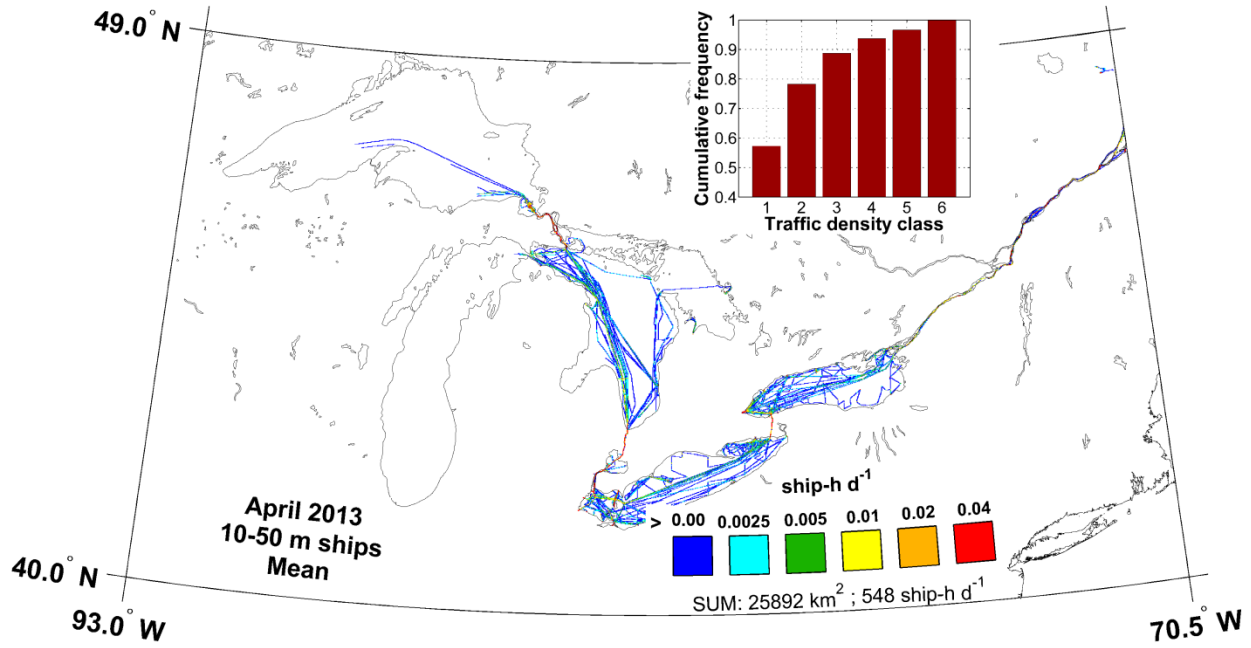 49.0° N
Cumulative frequency
1
0.9
0.8
0.7
0.6
0.5
0.4
1 2 3 4 5 6
Traffic density class
April 2013
10-50 m ships
Mean
ship-h d⁻¹
> 0.00 0.0025 0.005 0.01 0.02 0.04
SUM: 25892 km² ; 548 ship-h d⁻¹
40.0° N
93.0° W
70.5° W